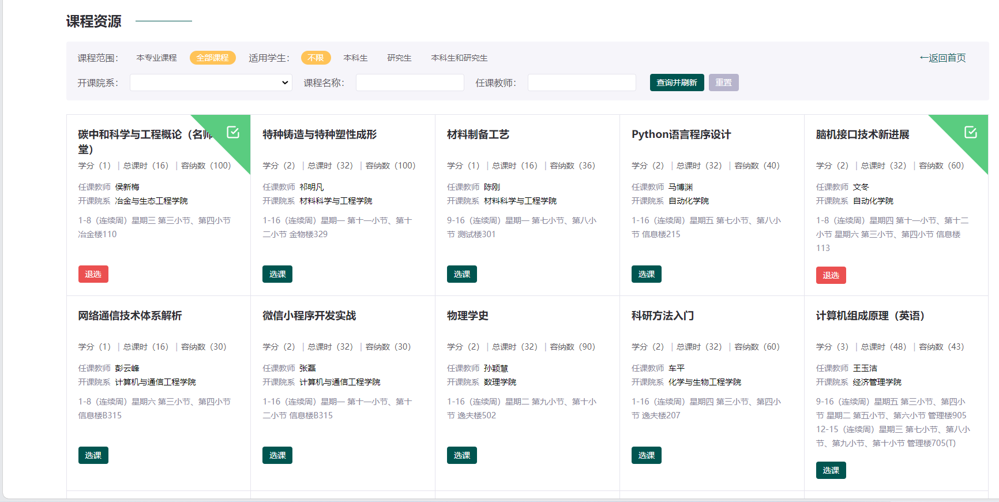 课程资源
课程范围： 本专业课程 全部课程 适用学生： 不限 本科生 研究生 本科生和研究生 ←返回首页
开课院系： 课程名称： 任课教师： 查询并刷新 重置
碳中和科学与工程概论（名师
堂）
学分（1） | 总课时（16） | 容纳数（100）
任课教师 侯新梅
开课院系 冶金与生态工程学院
1-8（连续周）星期三 第三小节、第四小节
冶金楼110
退选
特种铸造与特种塑性成形
学分（2） | 总课时（32） | 容纳数（100）
任课教师 祁明凡
开课院系 材料科学与工程学院
1-16（连续周）星期一 第十一小节、第十
二小节 金物楼329
选课
材料制备工艺
学分（1） | 总课时（16） | 容纳数（36）
任课教师 陈刚
开课院系 材料科学与工程学院
9-16（连续周）星期一 第七小节、第八小
节 测试楼301
选课
Python语言程序设计
学分（2） | 总课时（32） | 容纳数（40）
任课教师 马博渊
开课院系 自动化学院
1-16（连续周）星期五 第七小节、第八小
节 信息楼215
选课
脑机接口技术新进展
学分（2） | 总课时（32） | 容纳数（60）
任课教师 文冬
开课院系 自动化学院
1-8（连续周）星期四 第十一小节、第十二
小节 星期六 第三小节、第四小节 信息楼
113
退选
网络通信技术体系解析
学分（1） | 总课时（16） | 容纳数（30）
任课教师 彭云峰
开课院系 计算机与通信工程学院
1-8（连续周）星期六 第三小节、第四小节
信息楼B315
选课
微信小程序开发实战
学分（2） | 总课时（32） | 容纳数（30）
任课教师 张磊
开课院系 计算机与通信工程学院
1-16（连续周）星期一 第十一小节、第十
二小节 信息楼B315
选课
物理学史
学分（2） | 总课时（32） | 容纳数（90）
任课教师 孙颖慧
开课院系 数理学院
1-16（连续周）星期二 第九小节、第十小
节 逸夫楼502
选课
科研方法入门
学分（2） | 总课时（32） | 容纳数（60）
任课教师 车平
开课院系 化学与生物工程学院
1-16（连续周）星期四 第三小节、第四小
节 逸夫楼207
选课
计算机组成原理（英语）
学分（3） | 总课时（48） | 容纳数（43）
任课教师 王玉洁
开课院系 经济管理学院
9-16（连续周）星期五 第三小节、第四小
节 星期二 第五小节、第六小节 管理楼905
12-15（连续周）星期三 第七小节、第八小
节、第九小节、第十小节 管理楼705(T)
选课